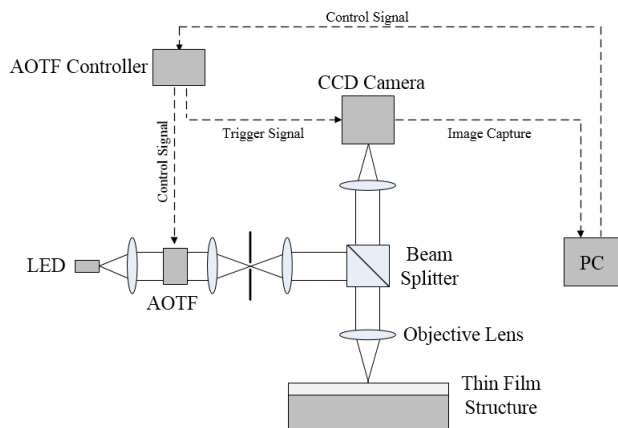 Control Signal
AOTF Controller
CCD Camera
Trigger Signal
Image Capture
Control Signal
LED
AOTF
Beam
Splitter
PC
Objective Lens
Thin Film
Structure